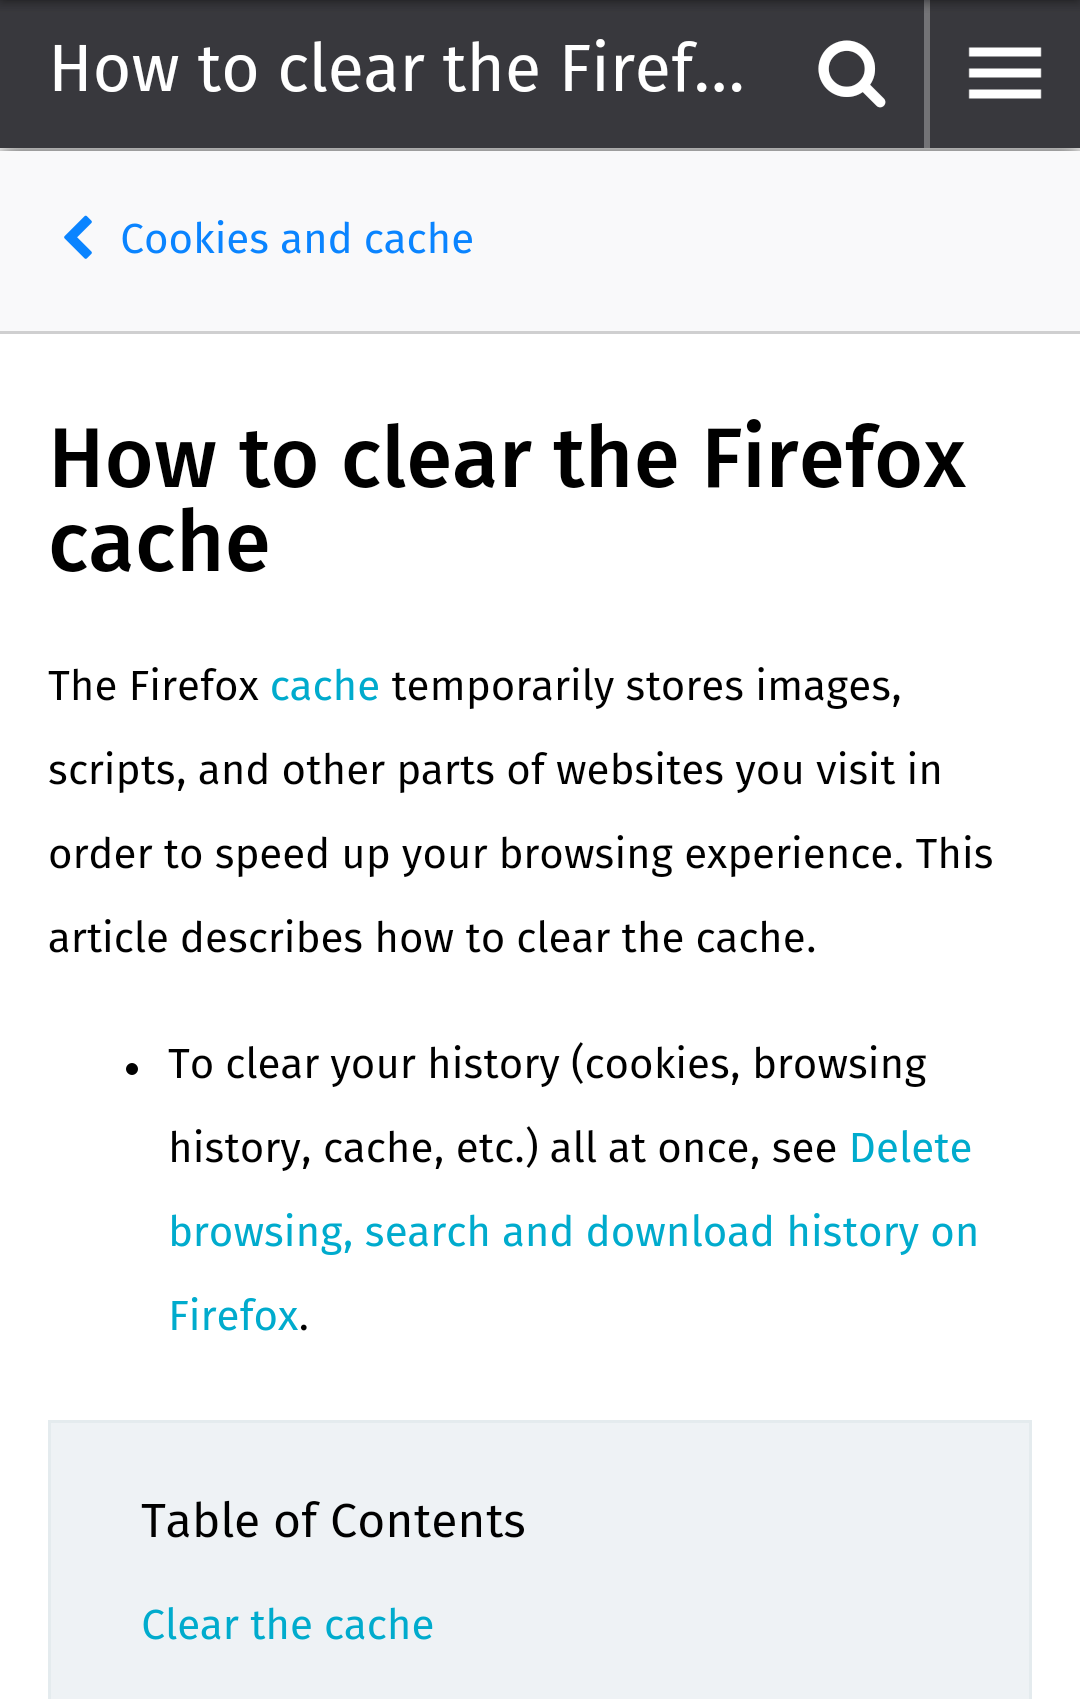 How to clear the Firef...
Cookies and cache
How to clear the Firefox
cache
The Firefox cache temporarily stores images,
scripts, and other parts of websites you visit in
order to speed up your browsing experience. This
article describes how to clear the cache.
• To clear your history (cookies, browsing
history, cache, etc.) all at once, see Delete
browsing, search and download history on
Firefox.
Table of Contents
Clear the cache